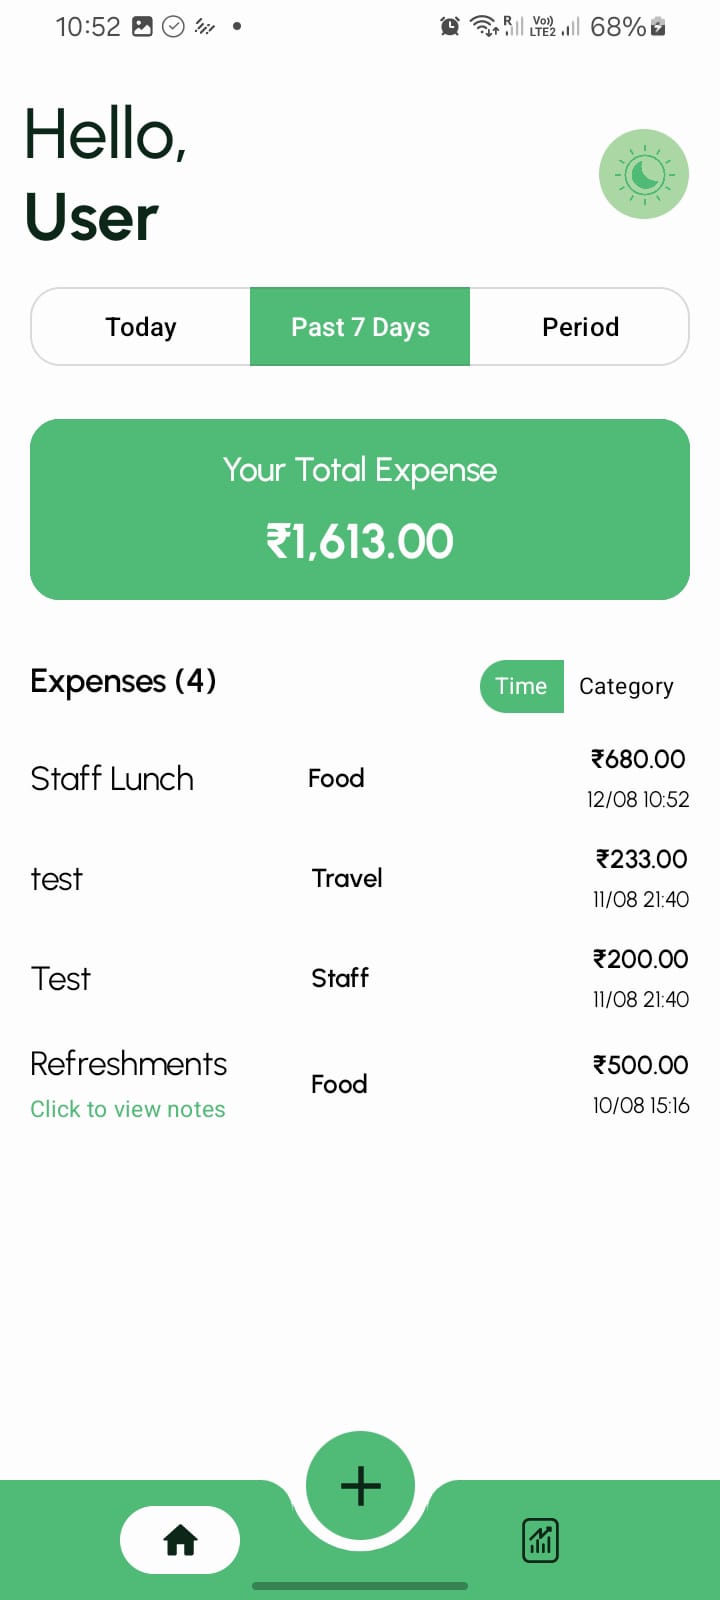 10:52 R Vo)) LTE2 68%
Hello,
User
Today Past 7 Days Period
Your Total Expense
₹1,613.00
Expenses (4) Time Category
Staff Lunch Food ₹680.00
12/08 10:52
test Travel ₹233.00
11/08 21:40
Test Staff ₹200.00
11/08 21:40
Refreshments Food ₹500.00
Click to view notes 10/08 15:16